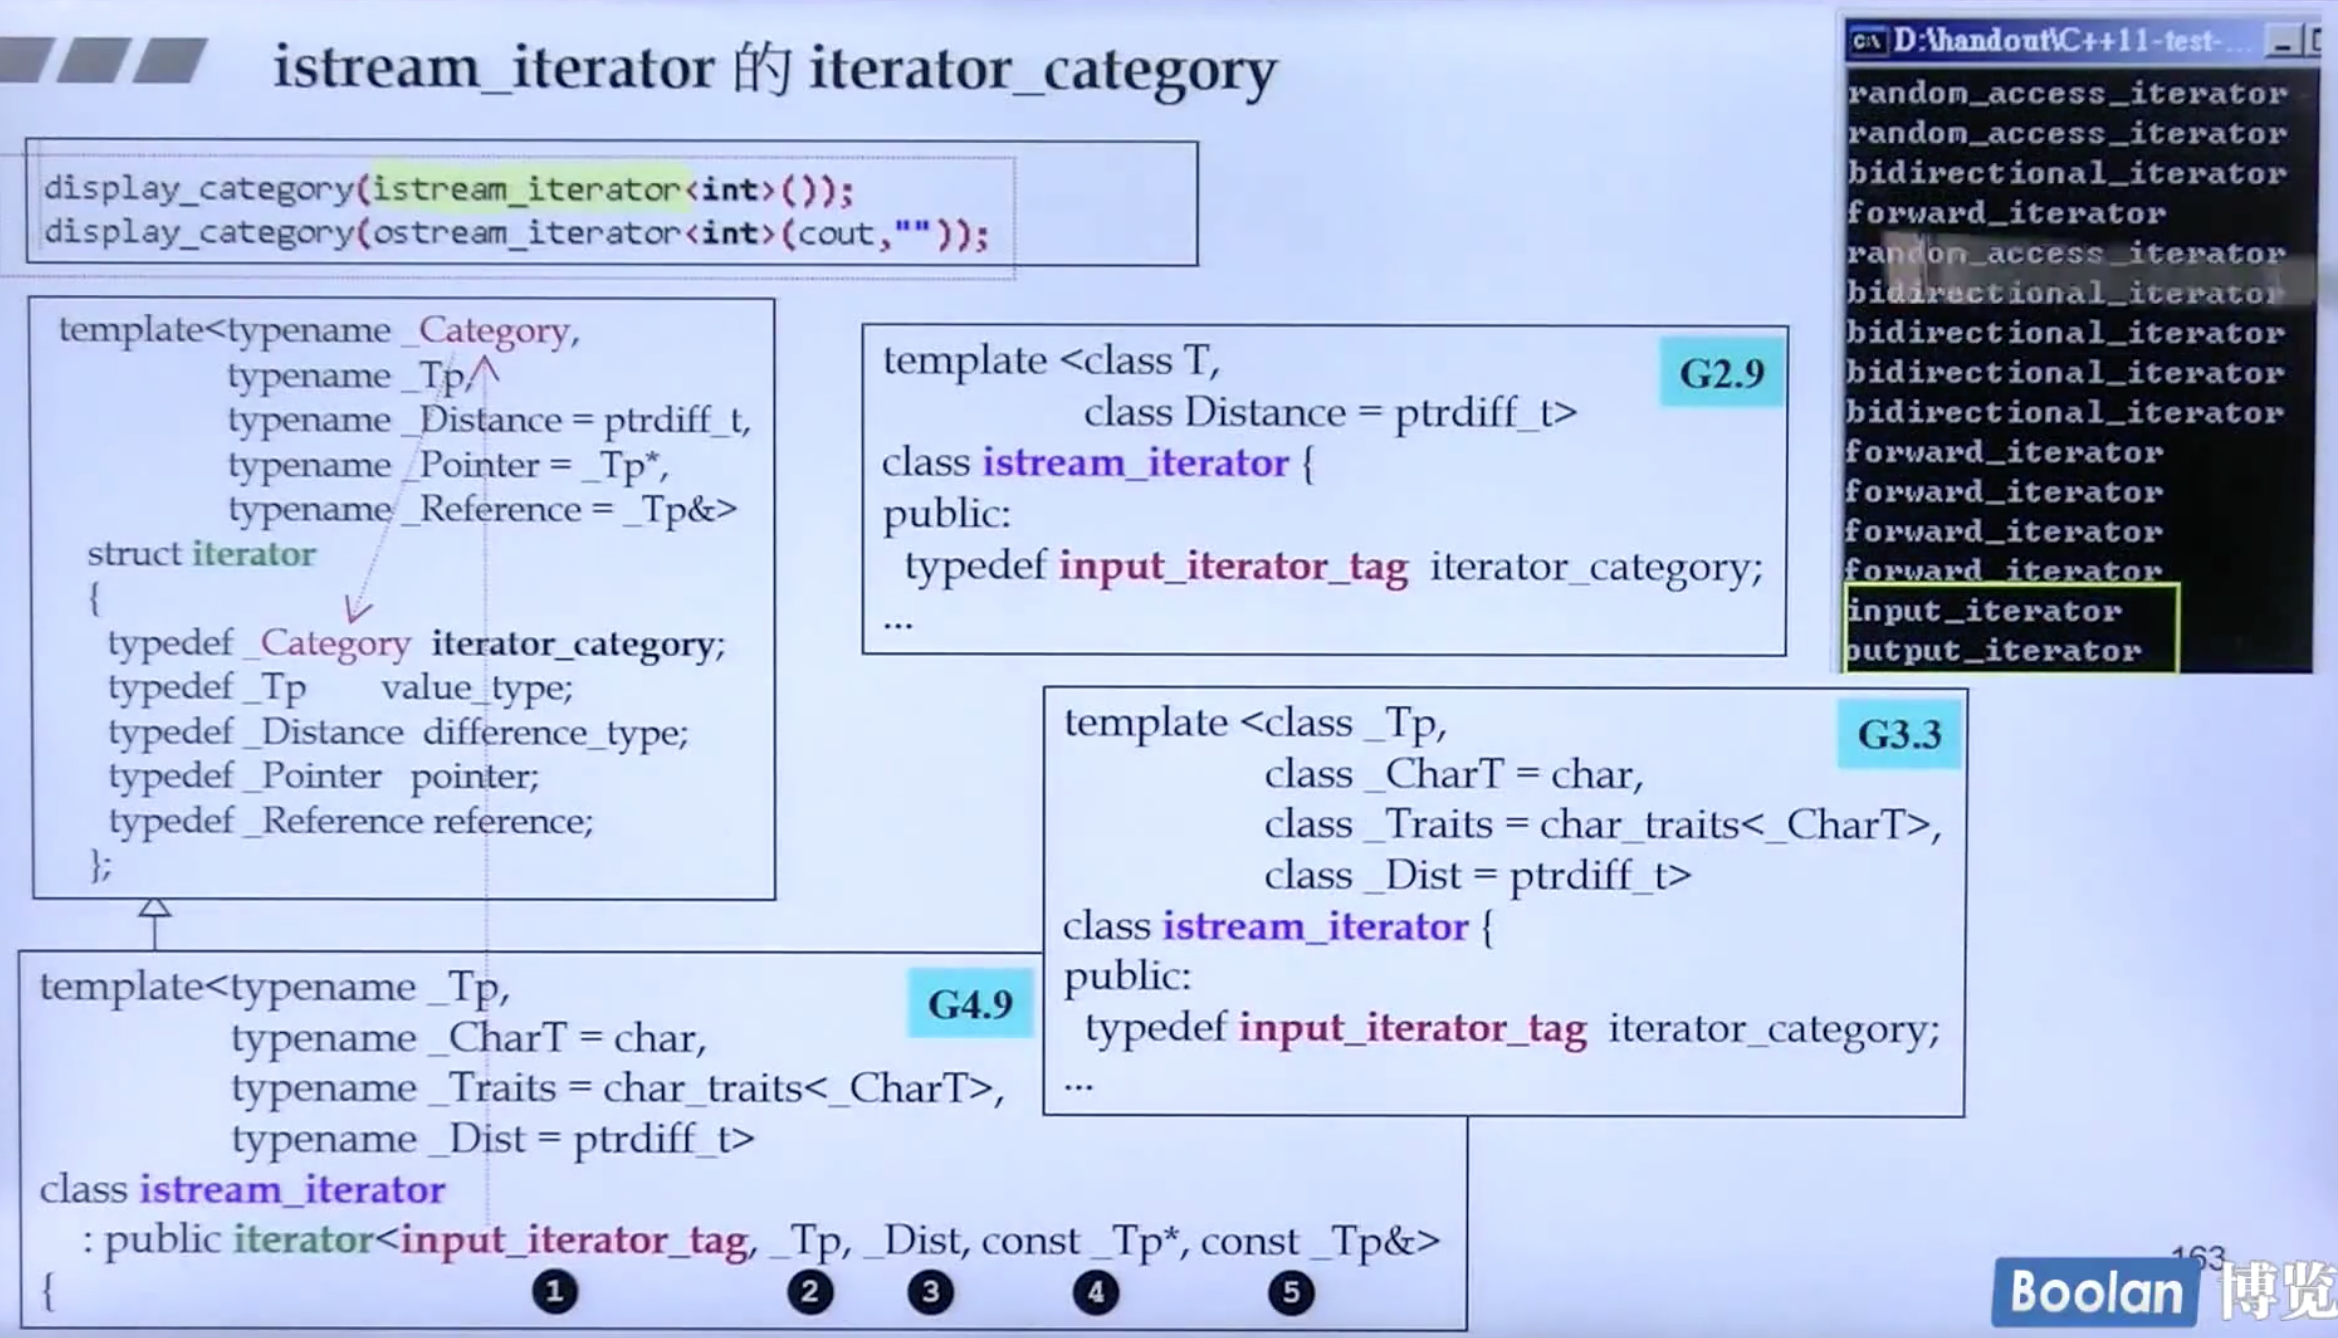 istream_iterator 的 iterator_category
display_category(istream_iterator<int>());
display_category(ostream_iterator<int>(cout,""));
template<typename _Category,
typename _Tp,
typename _Distance = ptrdiff_t,
typename _Pointer = _Tp*,
typename _Reference = _Tp&>
struct iterator
{
typedef _Category iterator_category;
typedef _Tp value_type;
typedef _Distance difference_type;
typedef _Pointer pointer;
typedef _Reference reference;
};
G2.9
template <class T,
class Distance = ptrdiff_t>
class istream_iterator {
public:
typedef input_iterator_tag iterator_category;
...
G3.3
template <class _Tp,
class _CharT = char,
class _Traits = char_traits<_CharT>,
class _Dist = ptrdiff_t>
class istream_iterator {
public:
typedef input_iterator_tag iterator_category;
...
G4.9
template<typename _Tp,
typename _CharT = char,
typename _Traits = char_traits<_CharT>,
typename _Dist = ptrdiff_t>
class istream_iterator
: public iterator<input_iterator_tag, _Tp, _Dist, const _Tp*, const _Tp&>
{
1 2 3 4 5
D:\handout\C++11-test-...
random_access_iterator
random_access_iterator
bidirectional_iterator
forward_iterator
random_access_iterator
bidirectional_iterator
bidirectional_iterator
bidirectional_iterator
bidirectional_iterator
forward_iterator
forward_iterator
forward_iterator
forward_iterator
input_iterator
output_iterator
163
Boolan 博览